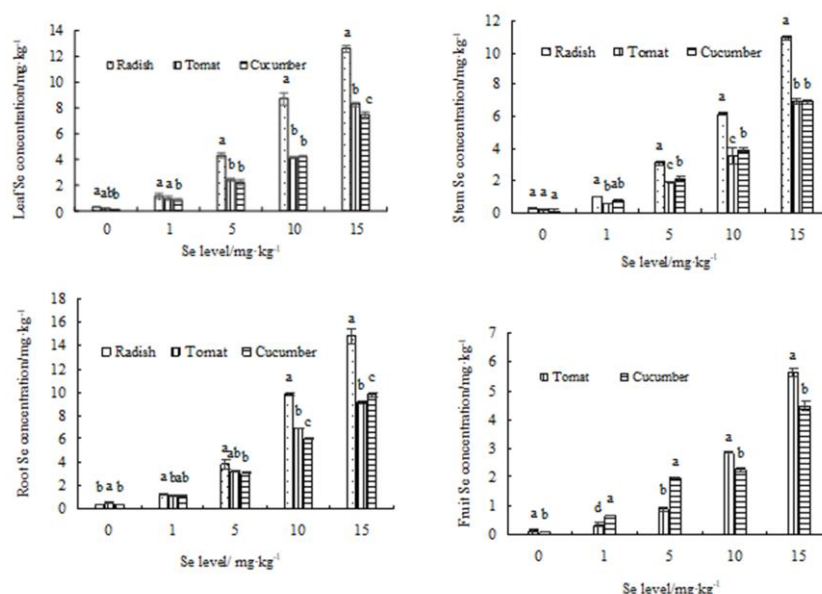 Leaf Se concentration/mg·kg-1
14
12
10
8
6
4
2
0
Radish Tomat Cucumber
a ab b
a a b
a b b
a b b
a b c
0 1 5 10 15
Se level/mg·kg-1
Stem Se concentration/mg·kg-1
12
10
8
6
4
2
0
Radish Tomat Cucumber
a a a
a b ab
a c b
a c b
a b b
0 1 5 10 15
Se level/mg·kg-1
Root Se concentration/mg·kg-1
18
16
14
12
10
8
6
4
2
0
Radish Tomat Cucumber
b a b
a b ab
a ab b
a b c
a b c
0 1 5 10 15
Se level/ mg·kg-1
Fruit Se concentration/mg·kg-1
7
6
5
4
3
2
1
0
Tomat Cucumber
a b
d a
b a
a b
a b
0 1 5 10 15
Se level/mg·kg-1